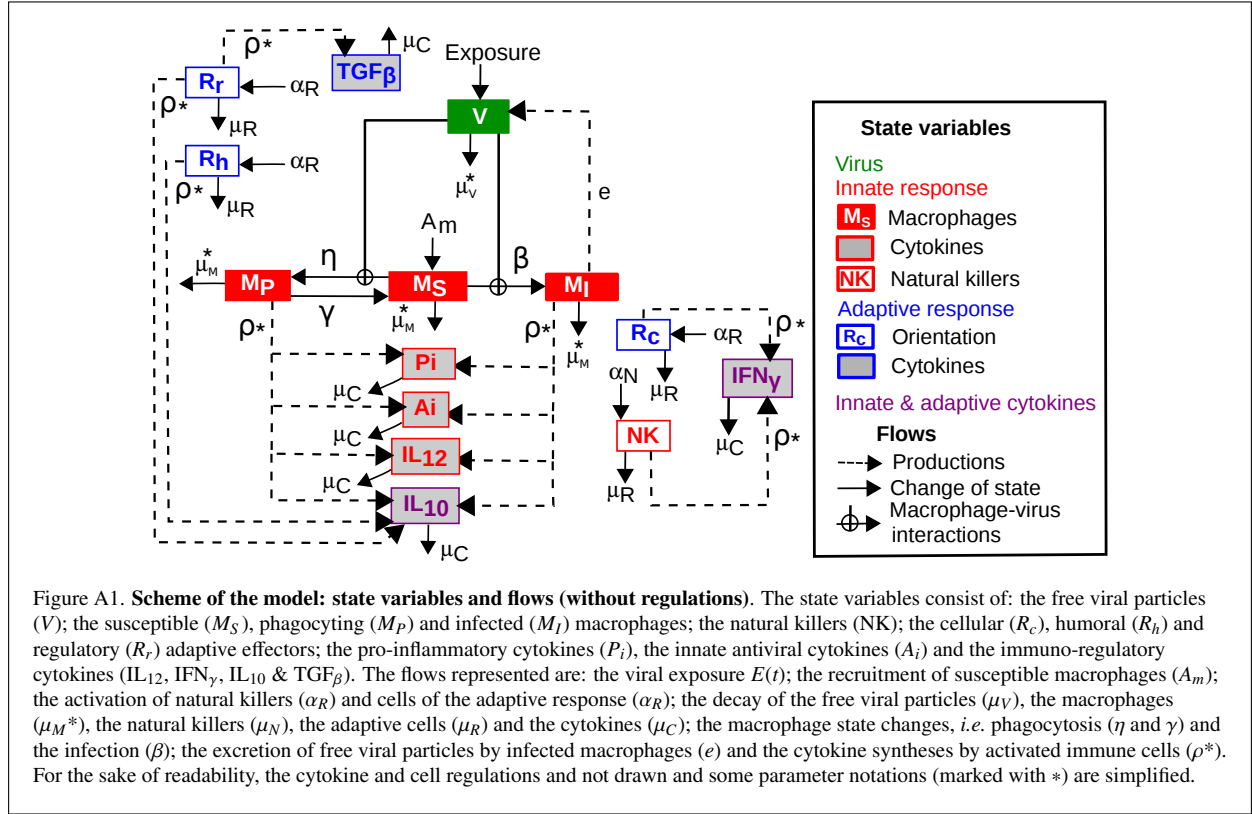 ρ*
μC
TGFβ
Exposure
Rr
αR
ρ*
μR
V
Rh
αR
ρ*
μR
μV*
e
Am
η
β
μM*
MP
MS
MI
γ
μM*
ρ*
ρ*
μM*
Pi
μC
Ai
μC
IL12
μC
IL10
μC
Rc
αR
ρ*
αN
μR
IFNγ
NK
μC
ρ*
μR
State variables
Virus
Innate response
MS Macrophages
Cytokines
NK Natural killers
Adaptive response
Rc Orientation
Cytokines
Innate & adaptive cytokines
Flows
Productions
Change of state
Macrophage-virus
interactions
Figure A1. Scheme of the model: state variables and flows (without regulations). The state variables consist of: the free viral particles
(V); the susceptible (MS), phagocyting (MP) and infected (MI) macrophages; the natural killers (NK); the cellular (Rc), humoral (Rh) and
regulatory (Rr) adaptive effectors; the pro-inflammatory cytokines (Pi), the innate antiviral cytokines (Ai) and the immuno-regulatory
cytokines (IL12, IFNγ, IL10 & TGFβ). The flows represented are: the viral exposure E(t); the recruitment of susceptible macrophages (Am);
the activation of natural killers (αR) and cells of the adaptive response (αR); the decay of the free viral particles (μV), the macrophages
(μM*), the natural killers (μN), the adaptive cells (μR) and the cytokines (μC); the macrophage state changes, i.e. phagocytosis (η and γ) and
the infection (β); the excretion of free viral particles by infected macrophages (e) and the cytokine syntheses by activated immune cells (ρ*).
For the sake of readability, the cytokine and cell regulations and not drawn and some parameter notations (marked with *) are simplified.